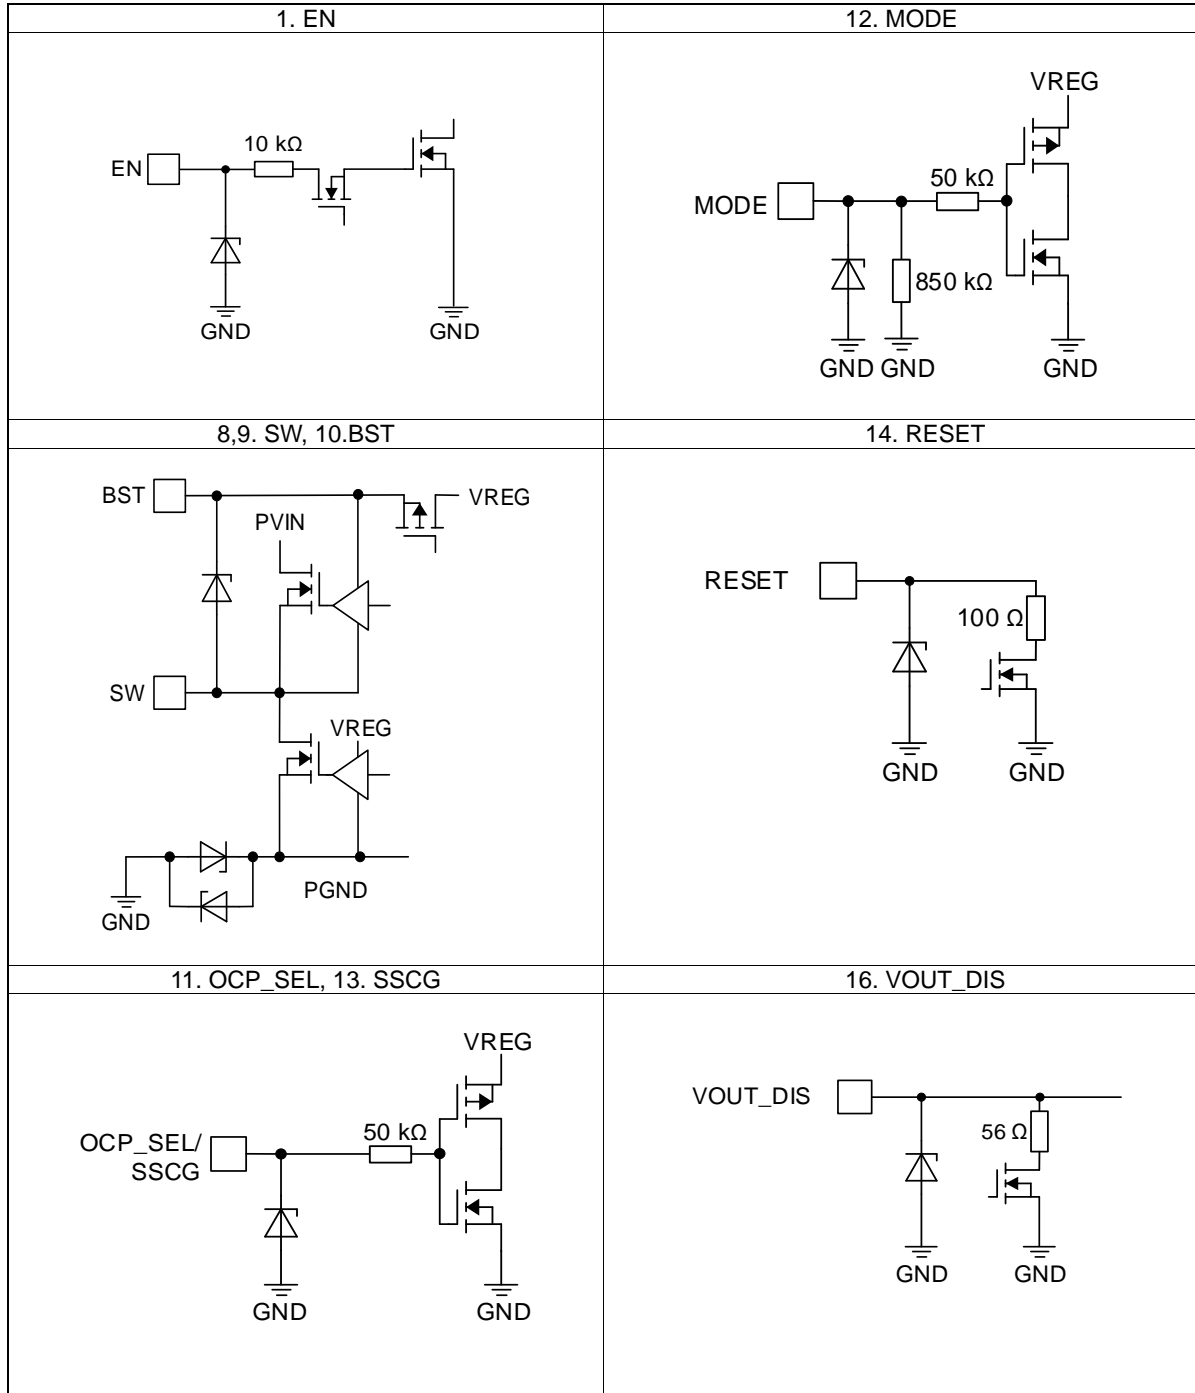 1. EN
12. MODE
EN
10 kΩ
GND
GND
VREG
50 kΩ
MODE
850 kΩ
GND GND
GND
8,9. SW, 10.BST
14. RESET
BST
VREG
PVIN
SW
VREG
PGND
GND
RESET
100 Ω
GND
GND
11. OCP_SEL, 13. SSCG
16. VOUT_DIS
VREG
OCP_SEL/
SSCG
50 kΩ
GND
GND
VOUT_DIS
56 Ω
GND
GND